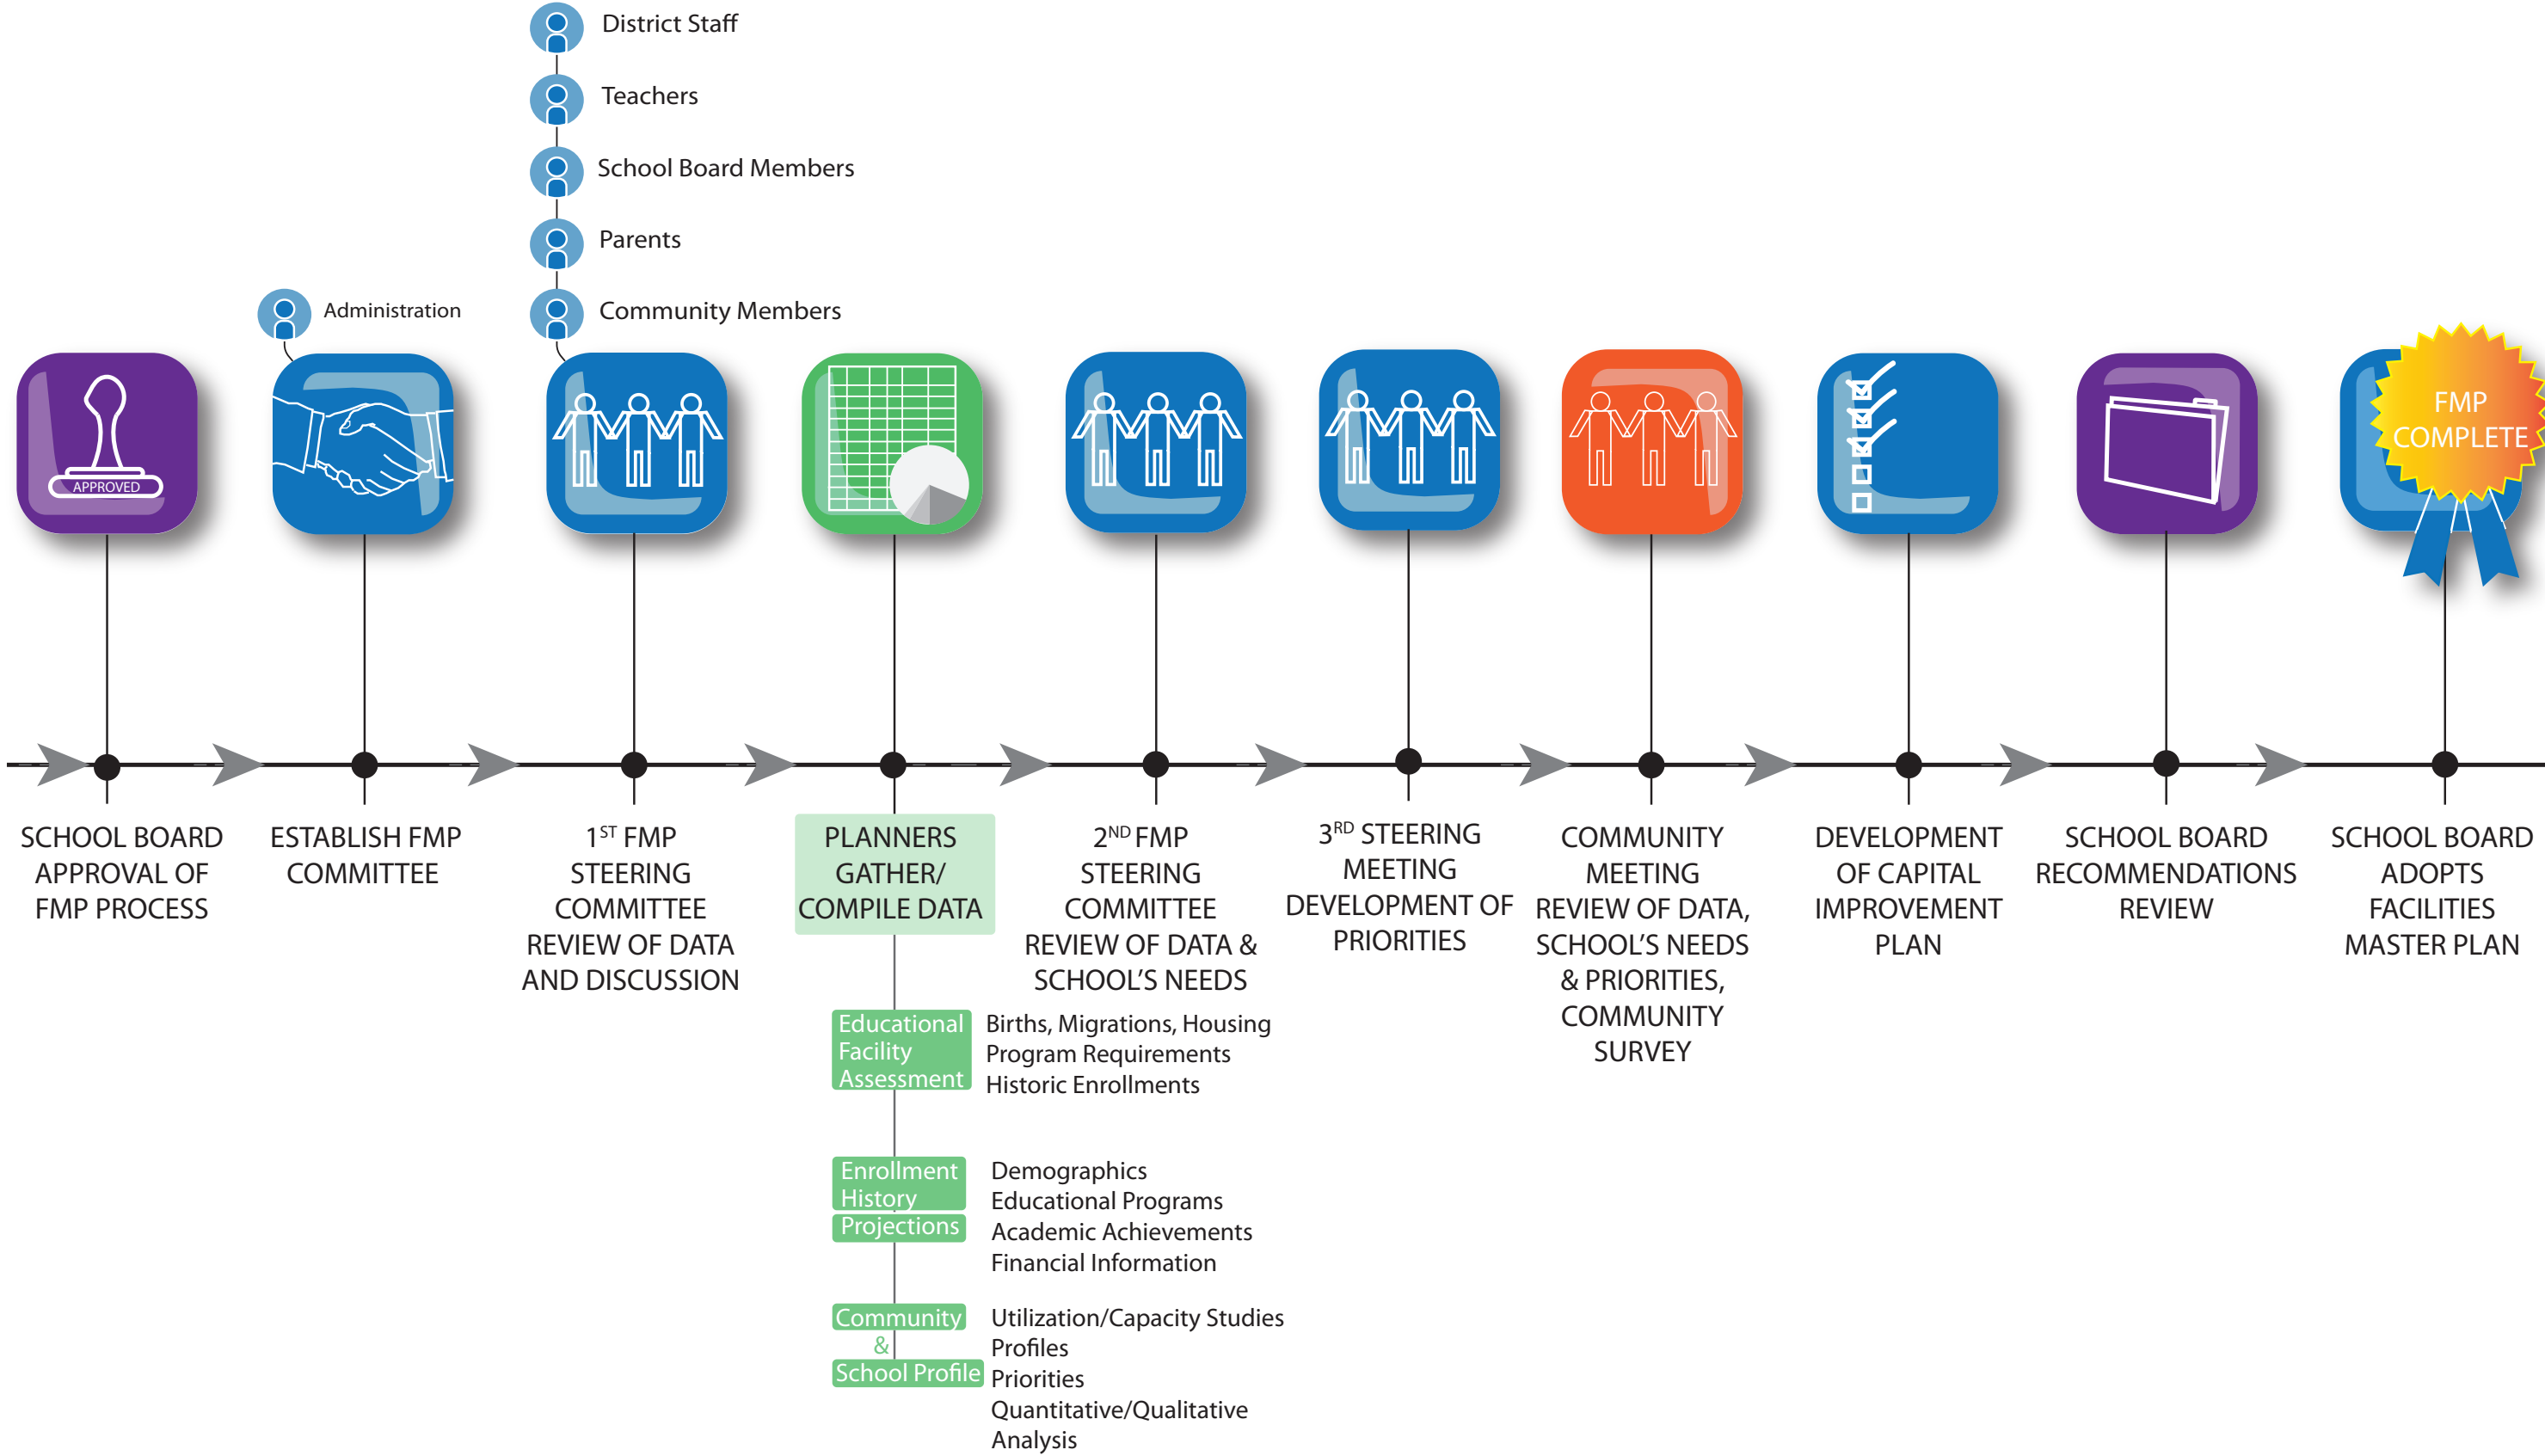 District Staff
Teachers
School Board Members
Parents
Community Members
Administration
APPROVED
FMP
COMPLETE
SCHOOL BOARD
APPROVAL OF
FMP PROCESS
ESTABLISH FMP
COMMITTEE
1ST FMP
STEERING
COMMITTEE
REVIEW OF DATA
AND DISCUSSION
PLANNERS
GATHER/
COMPILE DATA
2ND FMP
STEERING
COMMITTEE
REVIEW OF DATA &
SCHOOL'S NEEDS
3RD STEERING
MEETING
DEVELOPMENT OF
PRIORITIES
COMMUNITY
MEETING
REVIEW OF DATA,
SCHOOL'S NEEDS
& PRIORITIES,
COMMUNITY
SURVEY
DEVELOPMENT
OF CAPITAL
IMPROVEMENT
PLAN
SCHOOL BOARD
RECOMMENDATIONS
REVIEW
SCHOOL BOARD
ADOPTS
FACILITIES
MASTER PLAN
Educational
Facility
Assessment
Births, Migrations, Housing
Program Requirements
Historic Enrollments
Enrollment
History
Projections
Demographics
Educational Programs
Academic Achievements
Financial Information
Community
&
School Profile
Utilization/Capacity Studies
Profiles
Priorities
Quantitative/Qualitative
Analysis